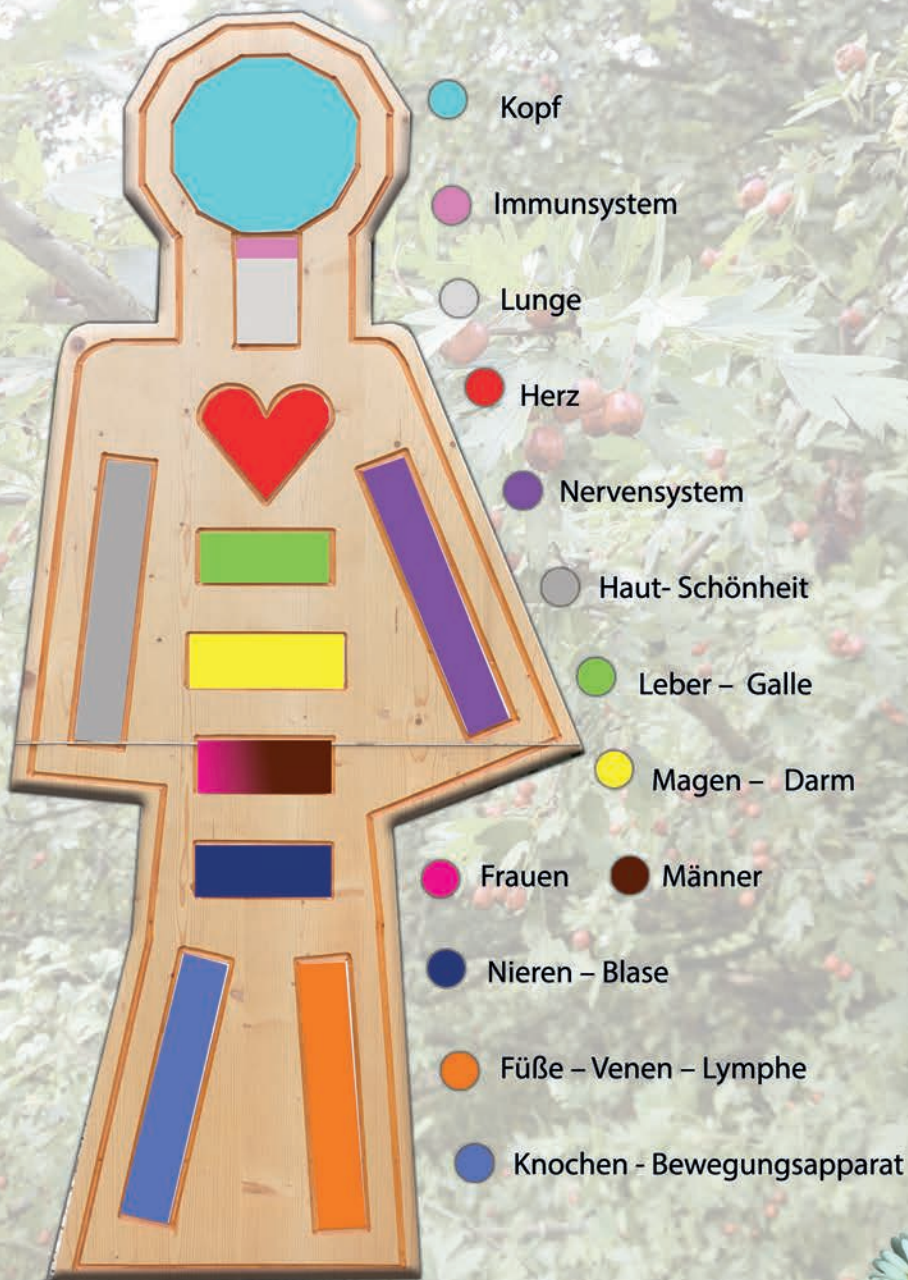 Kopf
Immunsystem
Lunge
Herz
Nervensystem
Haut- Schönheit
Leber – Galle
Magen – Darm
Frauen Männer
Nieren – Blase
Füße – Venen – Lymphe
Knochen - Bewegungsapparat